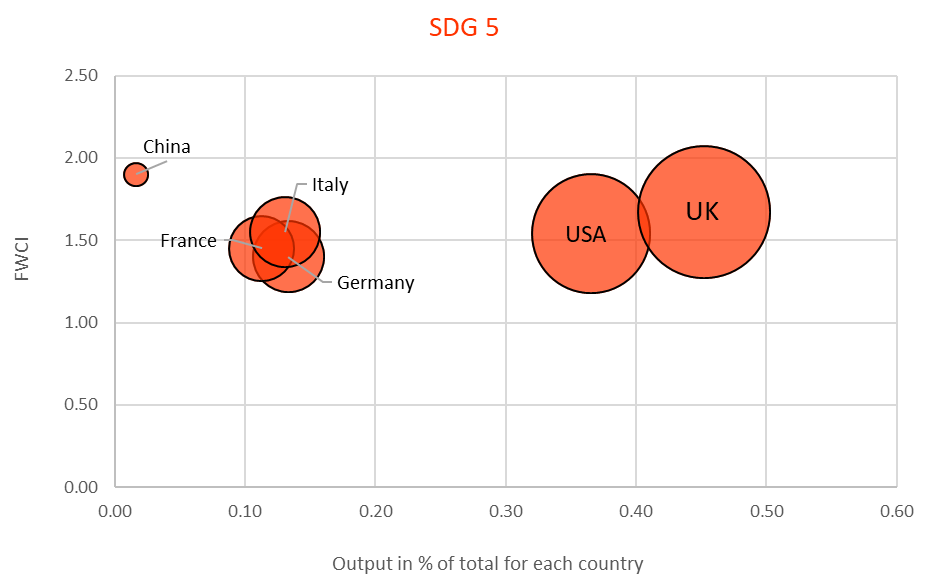 SDG 5
2.50
2.00
1.50
1.00
0.50
0.00
FWCI
China
Italy
France
Germany
USA
UK
0.00 0.10 0.20 0.30 0.40 0.50 0.60
Output in % of total for each country